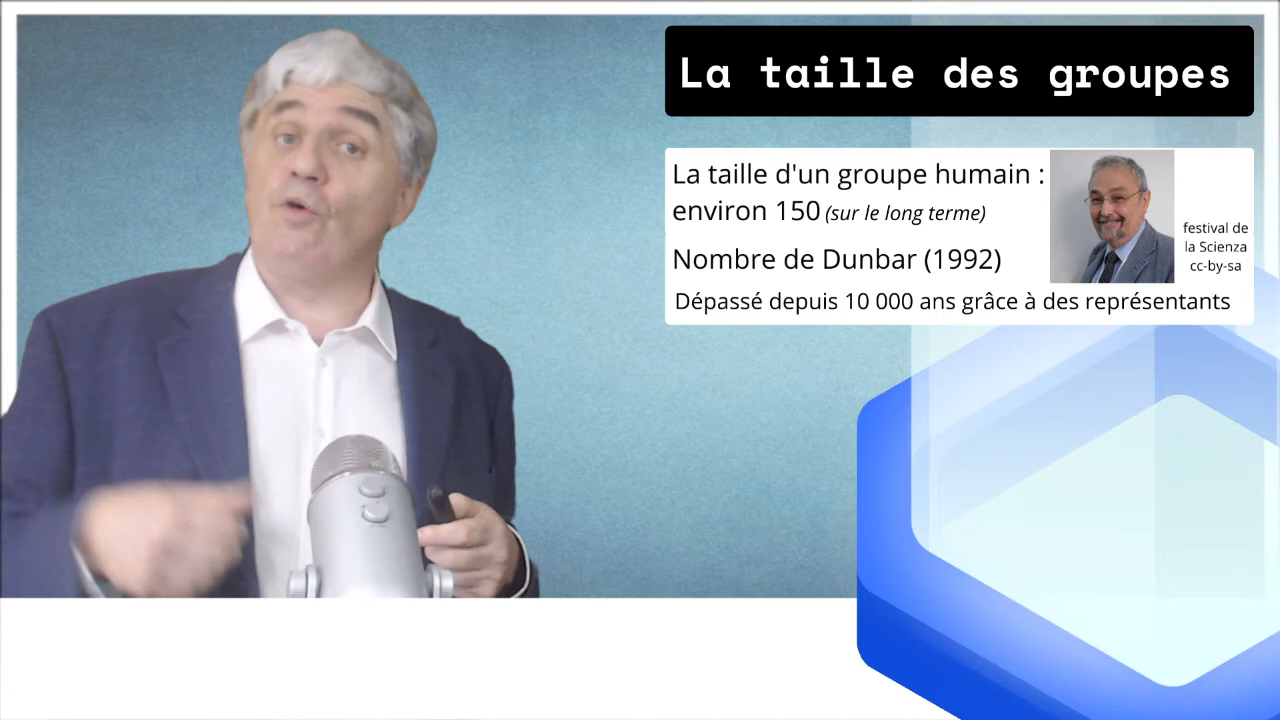 La taille des groupes
La taille d'un groupe humain :
environ 150 (sur le long terme)
Nombre de Dunbar (1992)
festival de
la Scienza
cc-by-sa
Dépassé depuis 10 000 ans grâce à des représentants